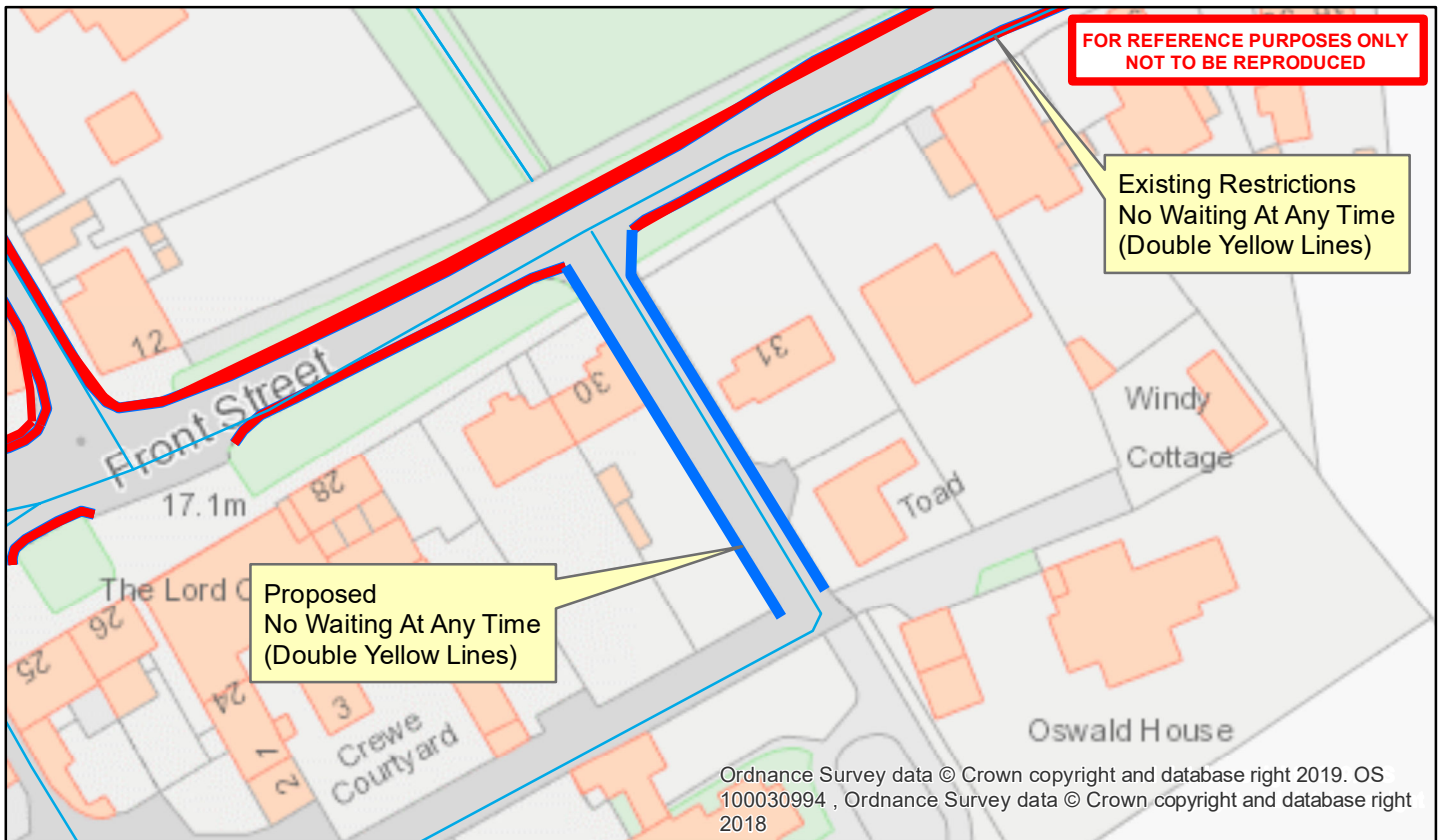 FOR REFERENCE PURPOSES ONLY
NOT TO BE REPRODUCED
Existing Restrictions
No Waiting At Any Time
(Double Yellow Lines)
12
Front Street
31
30
Windy
Cottage
Toad
28
17.1m
The Lord
Proposed
No Waiting At Any Time
(Double Yellow Lines)
26
25
24
3
1
2
Crewe
Courtyard
Oswald House
Ordnance Survey data © Crown copyright and database right 2019. OS
100030994 , Ordnance Survey data © Crown copyright and database right
2018